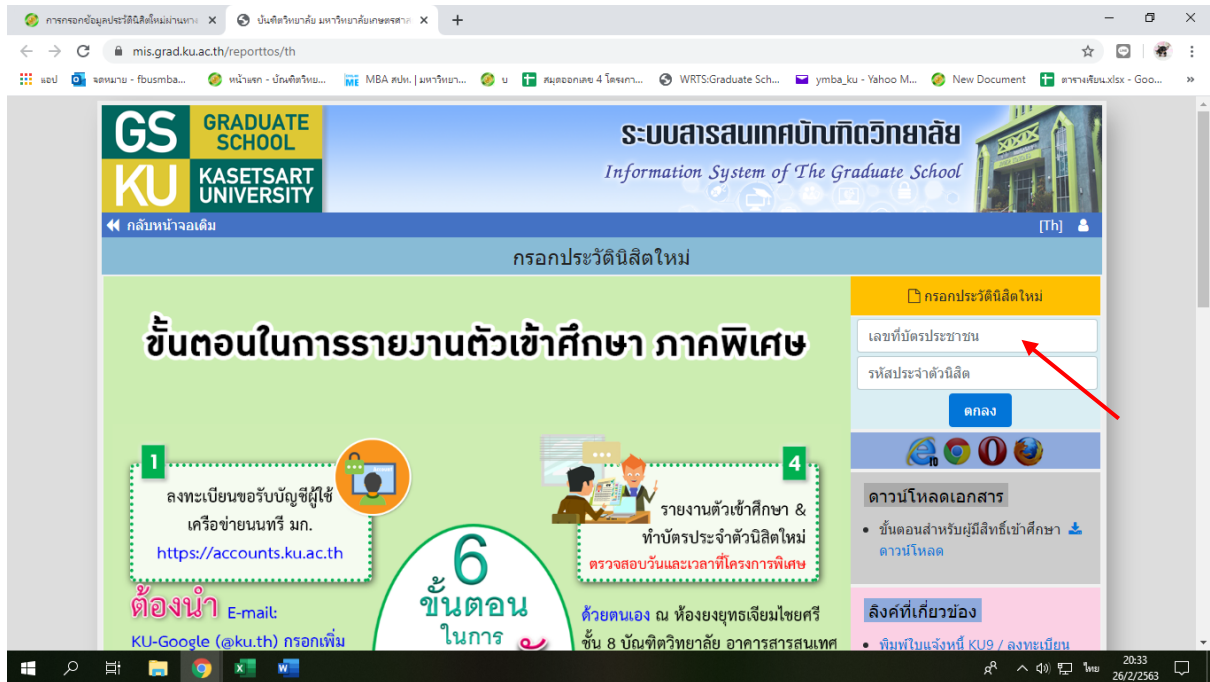 การกรอกข้อมูลประวัตินิสิตใหม่ผ่านทาง
บัณฑิตวิทยาลัย มหาวิทยาลัยเกษตรศาส
mis.grad.ku.ac.th/reporttos/th
แอป
จดหมาย - fbusmba...
หน้าแรก - บัณฑิตวิทย...
MBA สปท. | มหาวิทยา...
บ
สมุดออกเลข 4 โครงกา...
WRTS:Graduate Sch...
ymba_ku - Yahoo M...
New Document
ตารางเรียน.xlsx - Goo...
»
GS GRADUATE SCHOOL
KU KASETSART UNIVERSITY
ระบบสารสนเทศบัณฑิตวิทยาลัย
Information System of The Graduate School
กลับหน้าจอเดิม
[Th]
กรอกประวัตินิสิตใหม่
ขั้นตอนในการรายงานตัวเข้าศึกษา ภาคพิเศษ
1
ลงทะเบียนขอรับบัญชีผู้ใช้
เครือข่ายนนทรี มก.
https://accounts.ku.ac.th
ต้องนำ E-mail:
KU-Google (@ku.th) กรอกเพิ่ม
6
ขั้นตอน
ในการ
4
รายงานตัวเข้าศึกษา &
ทำบัตรประจำตัวนิสิตใหม่
ตรวจสอบวันและเวลาที่โครงการพิเศษ
ด้วยตนเอง ณ ห้องยงยุทธเจียมไชยศรี
ชั้น 8 บัณฑิตวิทยาลัย อาคารสารสนเทศ
กรอกประวัตินิสิตใหม่
เลขที่บัตรประชาชน
รหัสประจำตัวนิสิต
ตกลง
ดาวน์โหลดเอกสาร
• ขั้นตอนสำหรับผู้มีสิทธิ์เข้าศึกษา
ดาวน์โหลด
ลิงค์ที่เกี่ยวข้อง
• พิมพ์ใบแจ้งหนี้ KU9 / ลงทะเบียน
ไทย
20:33
26/2/2563